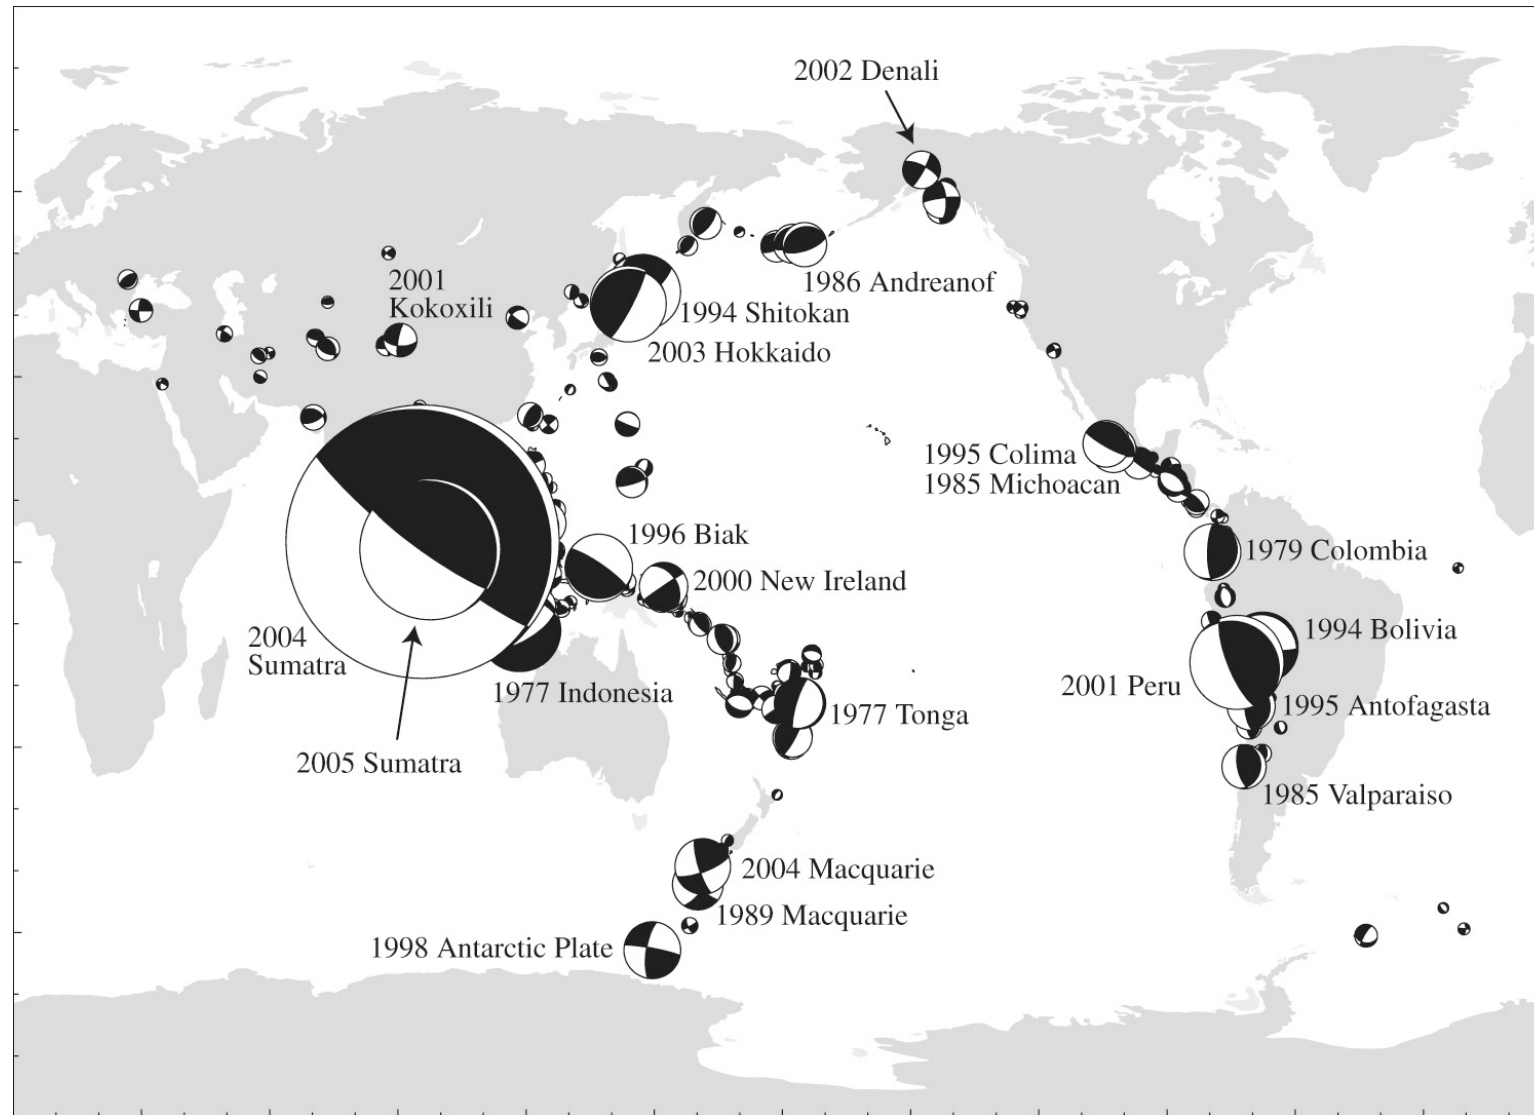 2002 Denali
2001
Kokoxili
1986 Andreanof
1994 Shitokan
2003 Hokkaido
1995 Colima
1985 Michoacan
1996 Biak
1979 Colombia
2000 New Ireland
2004
Sumatra
1994 Bolivia
1977 Indonesia
2001 Peru
1977 Tonga
1995 Antofagasta
2005 Sumatra
1985 Valparaiso
2004 Macquarie
1989 Macquarie
1998 Antarctic Plate